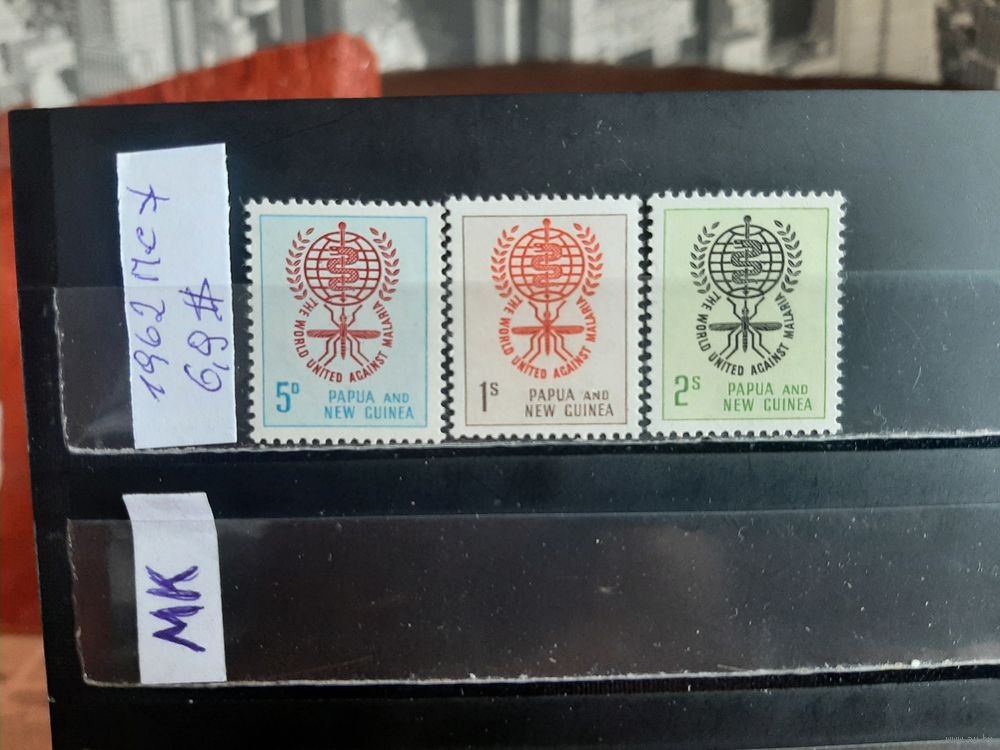 1962 Mc *
6,9 $
THE WORLD UNITED AGAINST MALARIA
5D
PAPUA AND
NEW GUINEA
THE WORLD UNITED AGAINST MALARIA
1S
PAPUA AND
NEW GUINEA
THE WORLD UNITED AGAINST MALARIA
2S
PAPUA AND
NEW GUINEA
МК